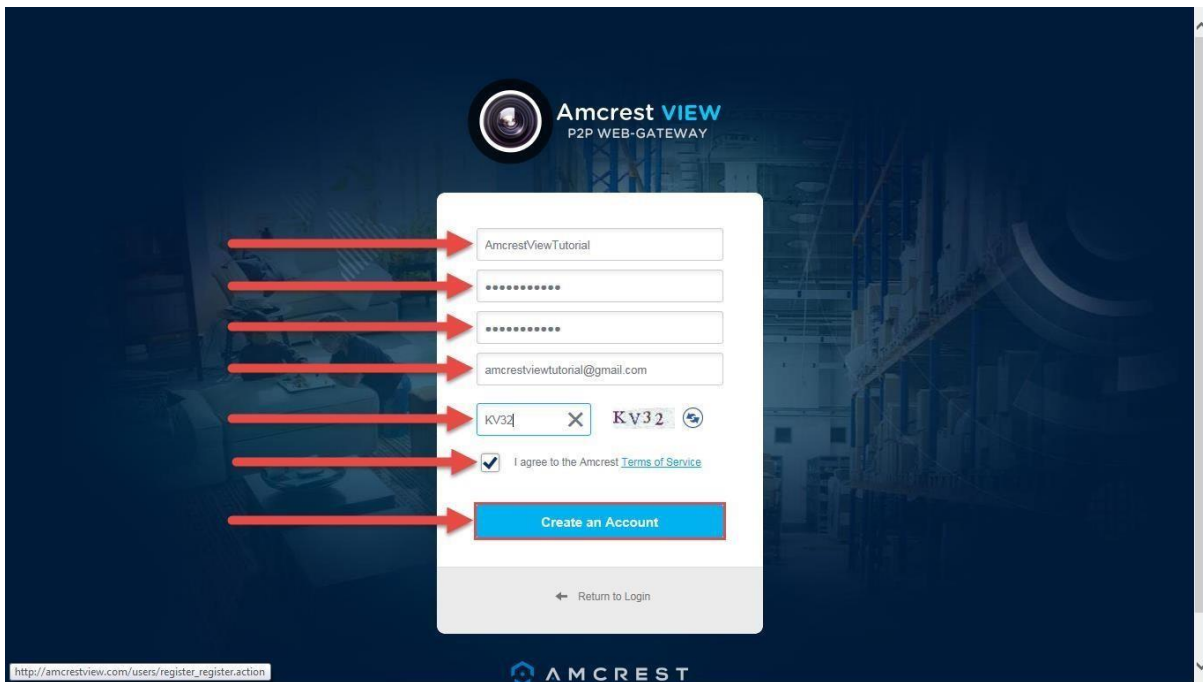 Amcrest VIEW
P2P WEB-GATEWAY
AmcrestViewTutorial
•••••••••••
•••••••••••
amcrestviewtutorial@gmail.com
KV32 KV32
I agree to the Amcrest Terms of Service
Create an Account
Return to Login
http://amcrestview.com/users/register_register.action
AMCREST